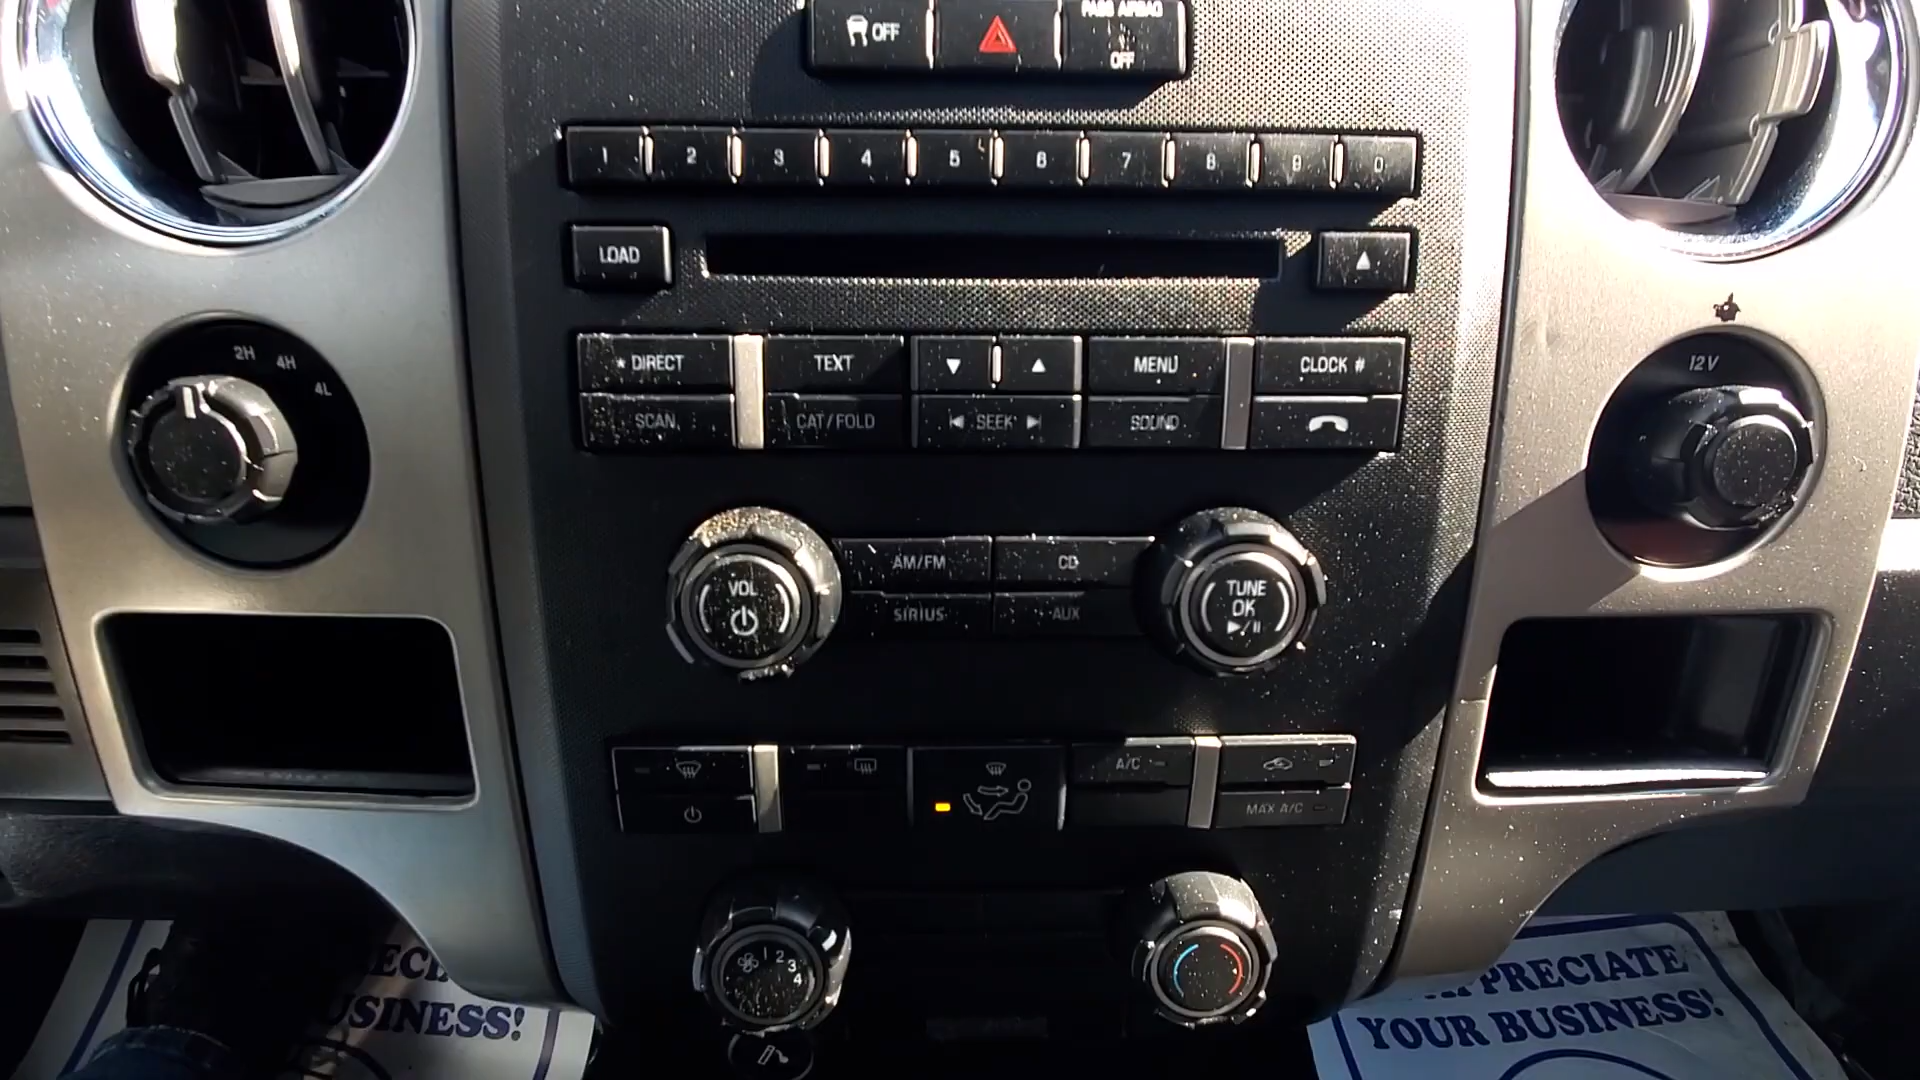 OFF
PASS AIRBAG
OFF
1 2 3 4 5 6 7 8 9 0
LOAD
2H 4H 4L
12V
* DIRECT TEXT MENU CLOCK #
SCAN CAT/FOLD SEEK SOUND
VOL
AM/FM CD
SIRIUS AUX
TUNE
OK
A/C
MAX A/C
1 2 3 4
BUSINESS!
APPRECIATE
YOUR BUSINESS!